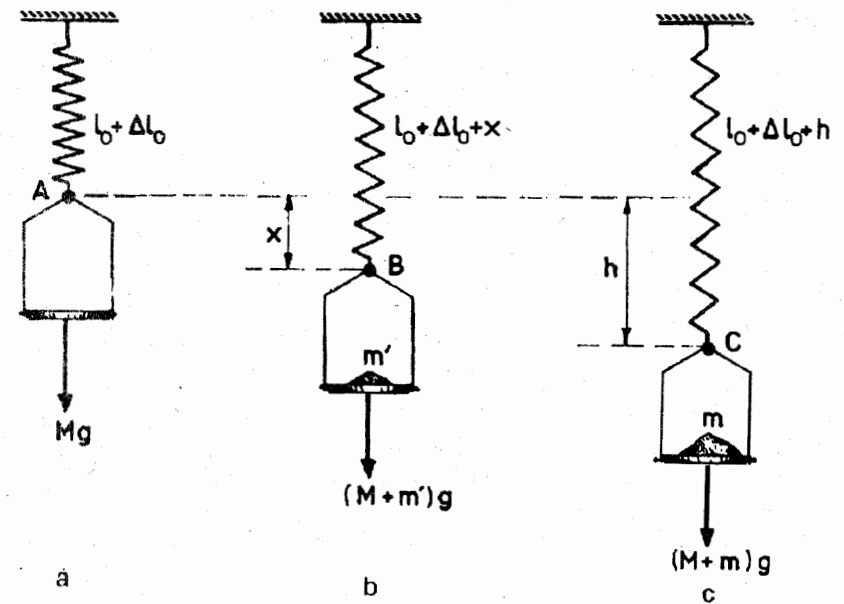 l₀ + Δl₀
l₀ + Δl₀ + x
l₀ + Δl₀ + h
A
x
B
h
C
m'
m
Mg
(M + m')g
(M + m)g
a
b
c